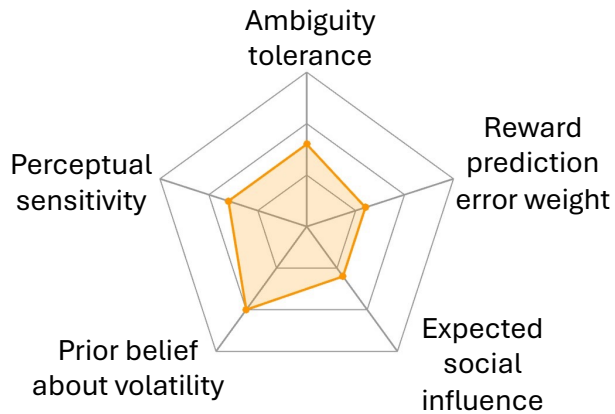 Ambiguity
tolerance
Reward
prediction
error weight
Perceptual
sensitivity
Expected
social
influence
Prior belief
about volatility